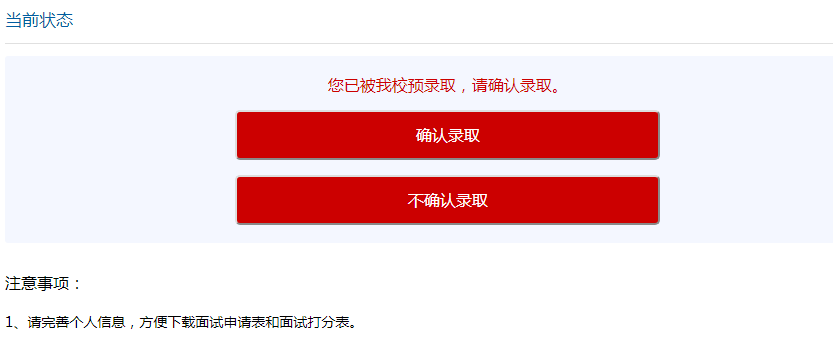 当前状态
您已被我校预录取，请确认录取。
确认录取
不确认录取
注意事项：
1、请完善个人信息，方便下载面试申请表和面试打分表。